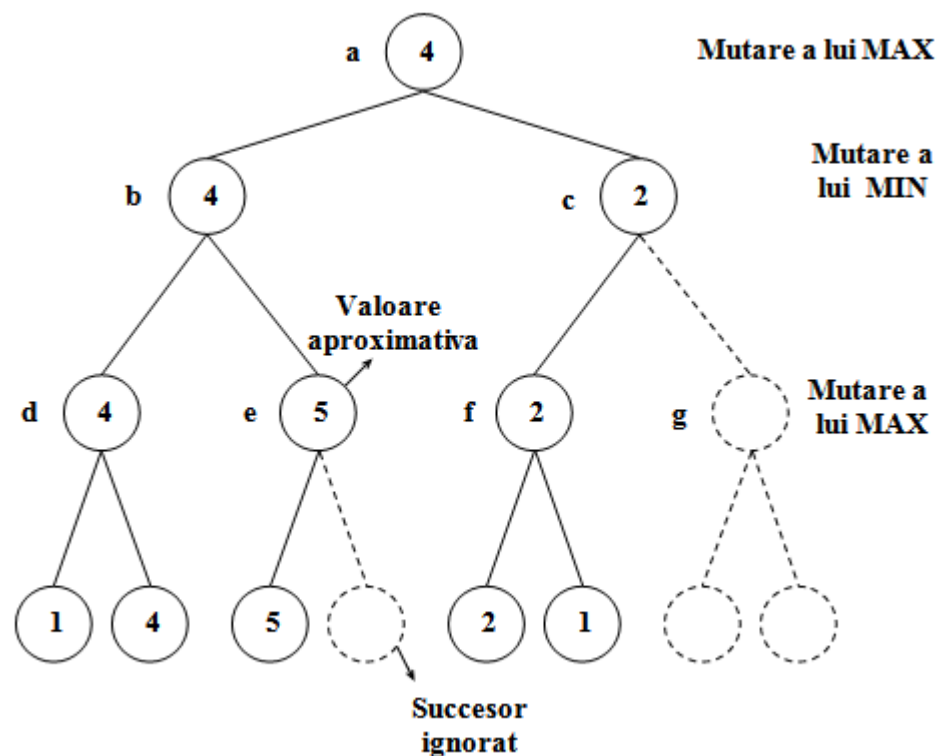 a 4 Mutare a lui MAX
Mutare a
lui MIN
b 4 c 2
Valoare
aproximativa
d 4 e 5 f 2 g
Mutare a
lui MAX
1 4 5 2 1
Succesor
ignorat